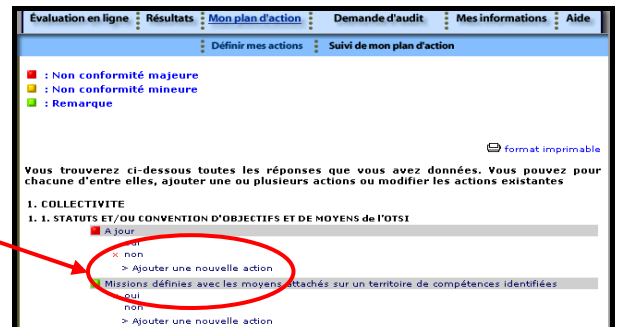 Évaluation en ligne Résultats Mon plan d'action Demande d'audit Mes informations Aide
Définir mes actions Suivi de mon plan d'action
: Non conformité majeure
: Non conformité mineure
: Remarque
format imprimable
Vous trouverez ci-dessous toutes les réponses que vous avez données. Vous pouvez pour
chacune d'entre elles, ajouter une ou plusieurs actions ou modifier les actions existantes
1. COLLECTIVITE
1. 1. STATUTS ET/OU CONVENTION D'OBJECTIFS ET DE MOYENS de l'OTSI
A jour
oui
x non
> Ajouter une nouvelle action
Missions définies avec les moyens attachés sur un territoire de compétences identifiées
oui
non
> Ajouter une nouvelle action